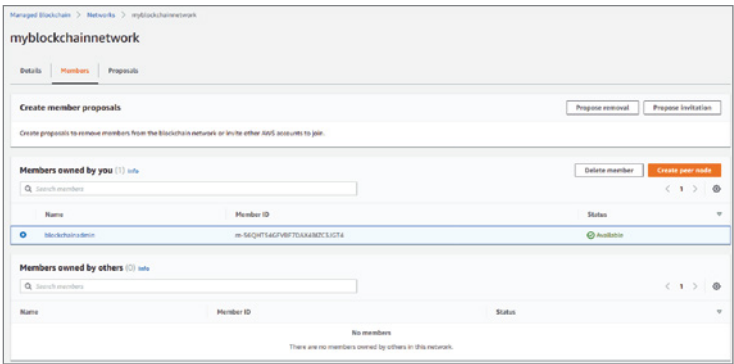 Managed Blockchain > Networks > myblockchainnetwork
myblockchainnetwork
Details Members Proposals
Create member proposals Propose removal Propose invitation
Create proposals to remove members from the blockchain network or invite other AWS accounts to join.
Members owned by you (1) Info Delete member Create peer node
Search members < 1 >
Name Member ID Status
blockchainadmin Available
Members owned by others (0) Info
Search members < 1 >
Name Member ID Status
No members
There are no members owned by others in this network.